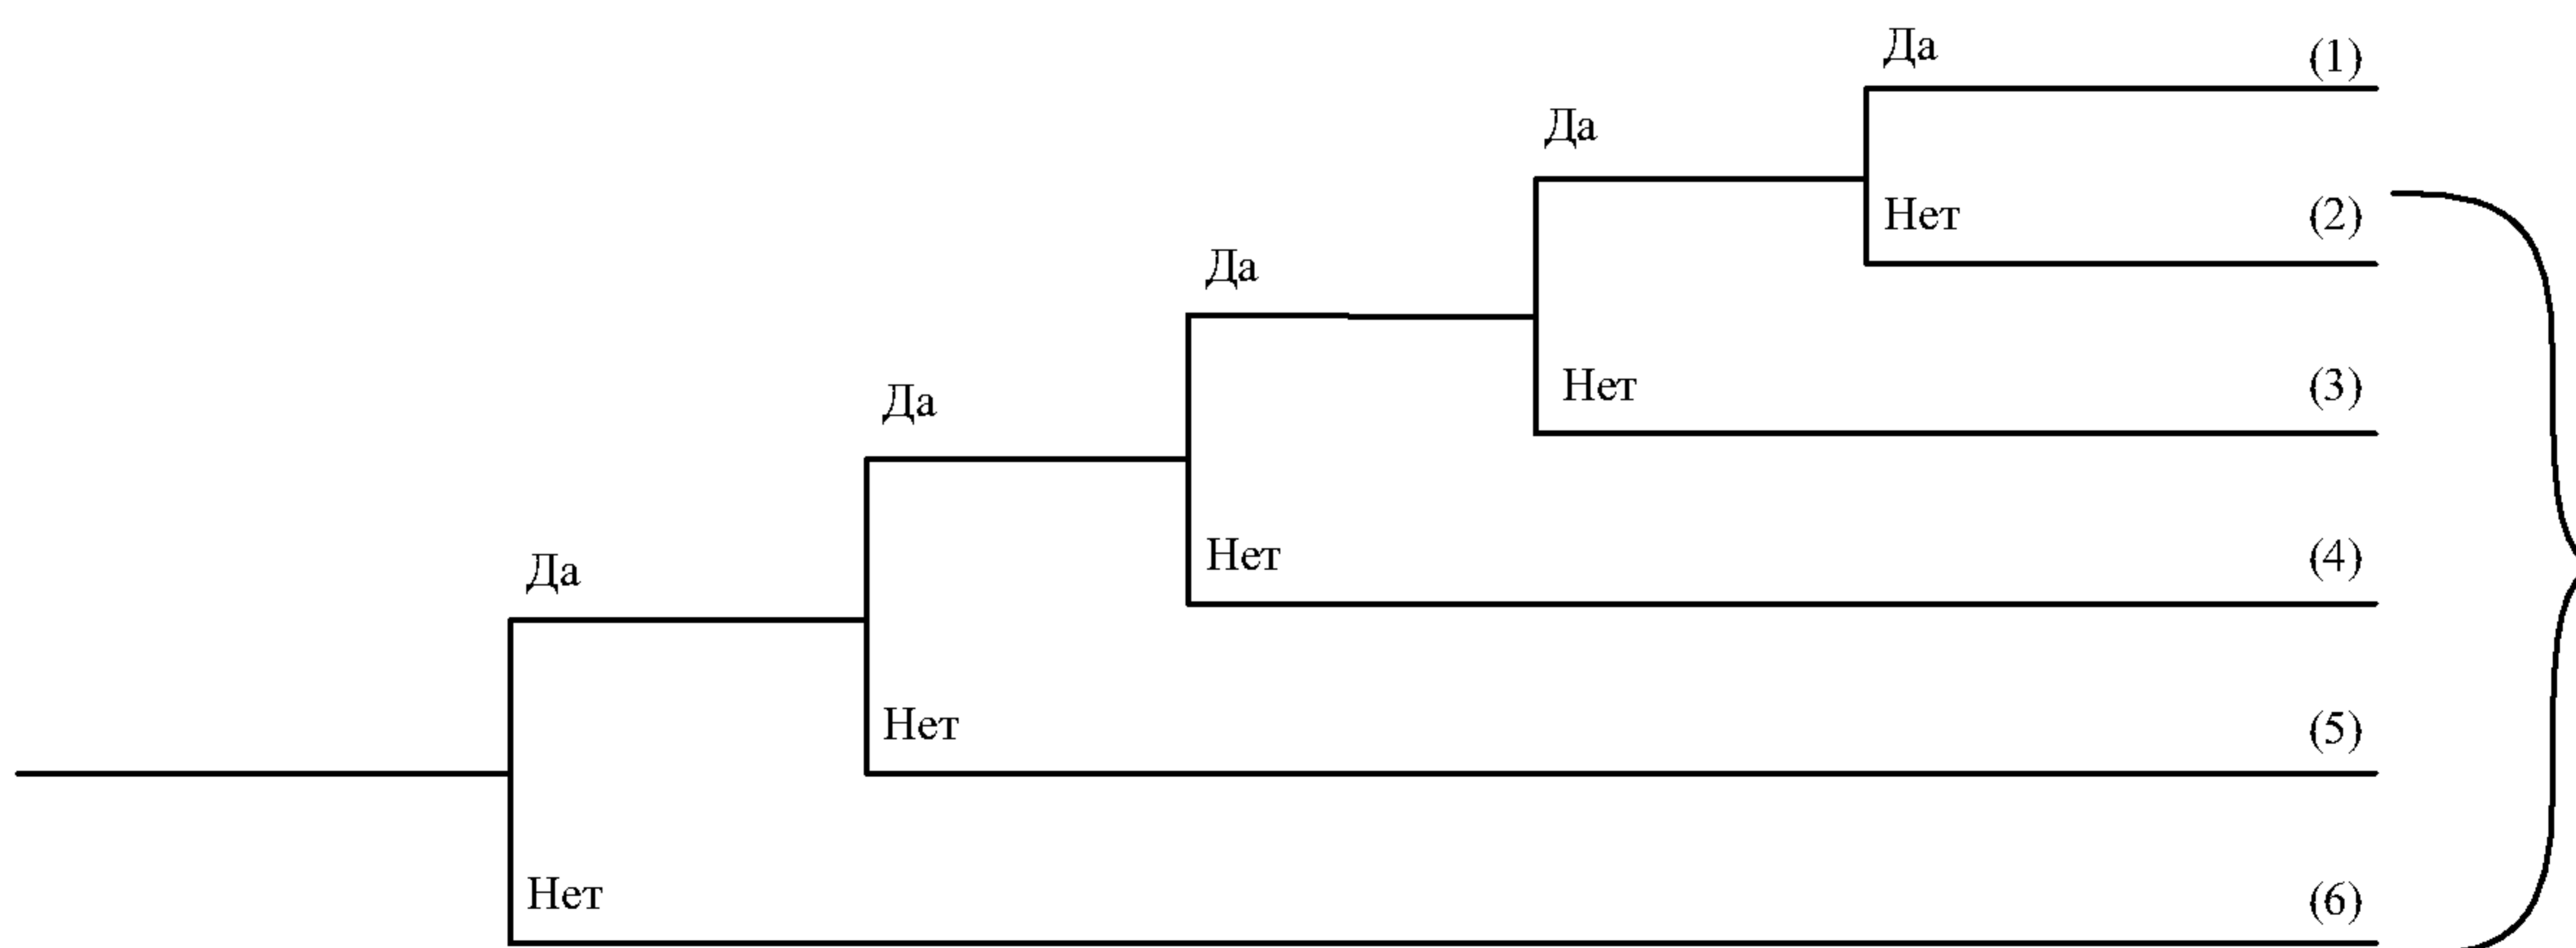 Да
(1)
Да
Нет
(2)
Да
Нет
(3)
Да
Нет
(4)
Да
Нет
(5)
Нет
(6)